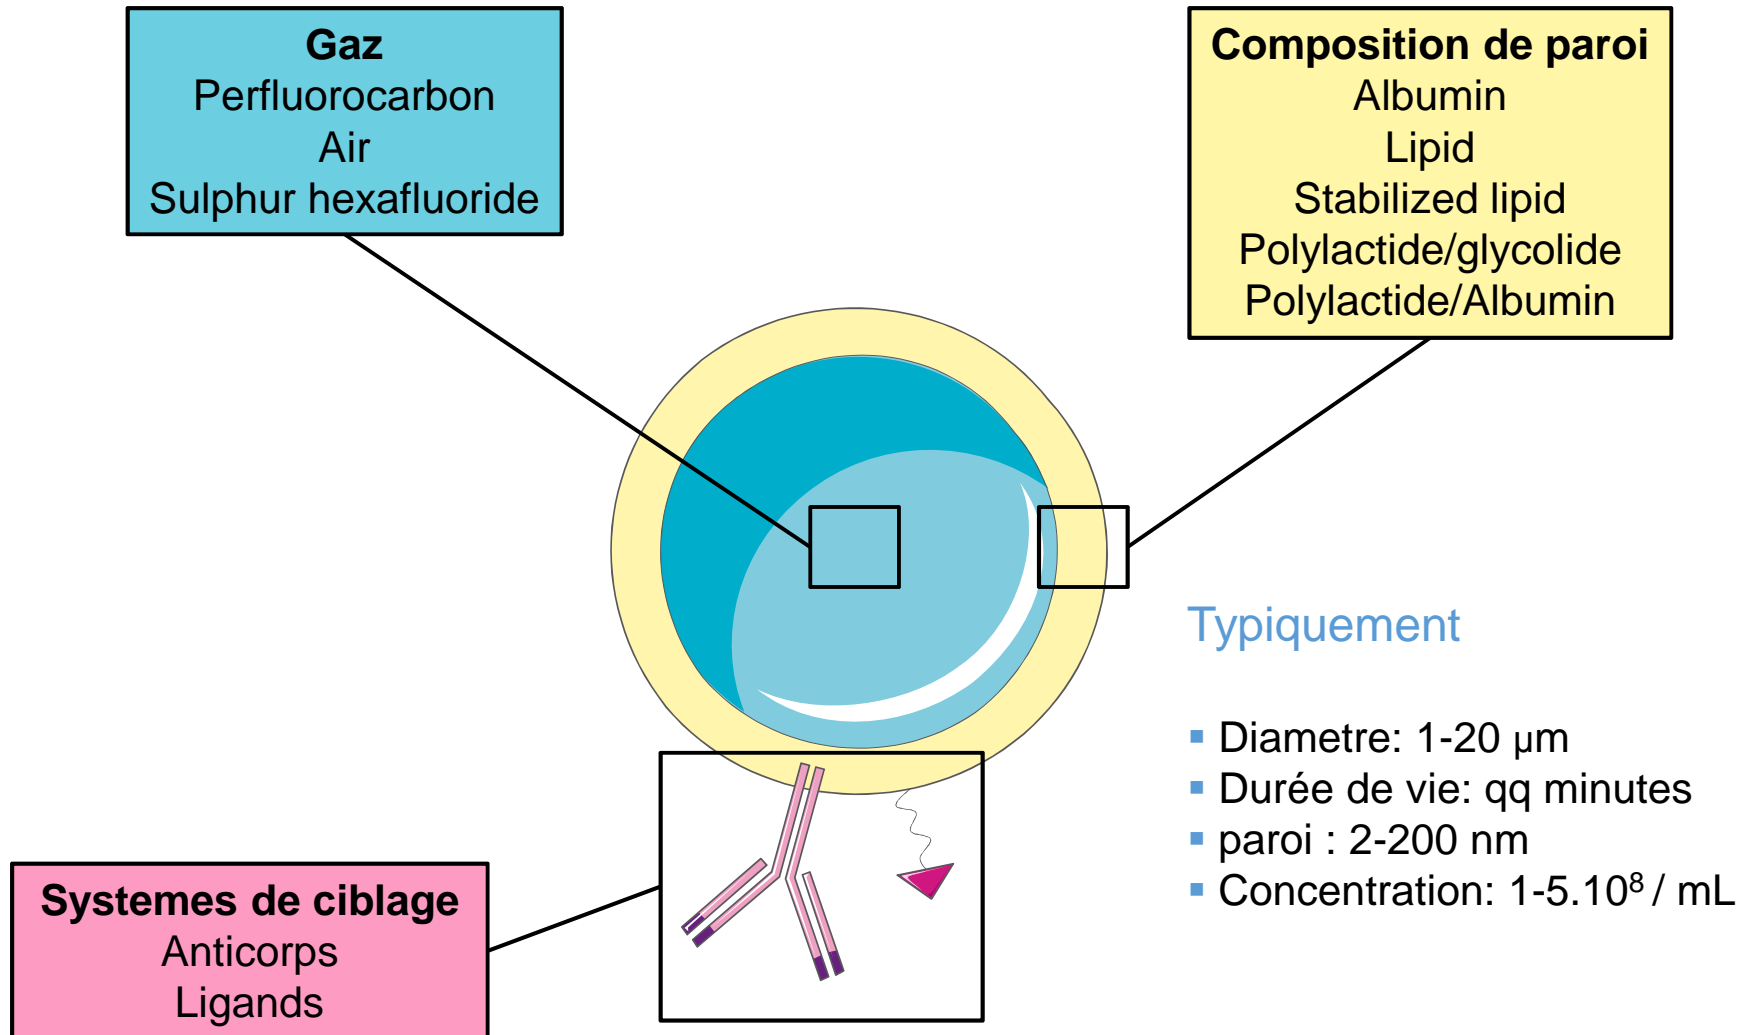 Gaz
Perfluorocarbon
Air
Sulphur hexafluoride
Composition de paroi
Albumin
Lipid
Stabilized lipid
Polylactide/glycolide
Polylactide/Albumin
Typiquement
▪ Diametre: 1-20 µm
▪ Durée de vie: qq minutes
▪ paroi : 2-200 nm
▪ Concentration: 1-5.10⁸ / mL
Systemes de ciblage
Anticorps
Ligands